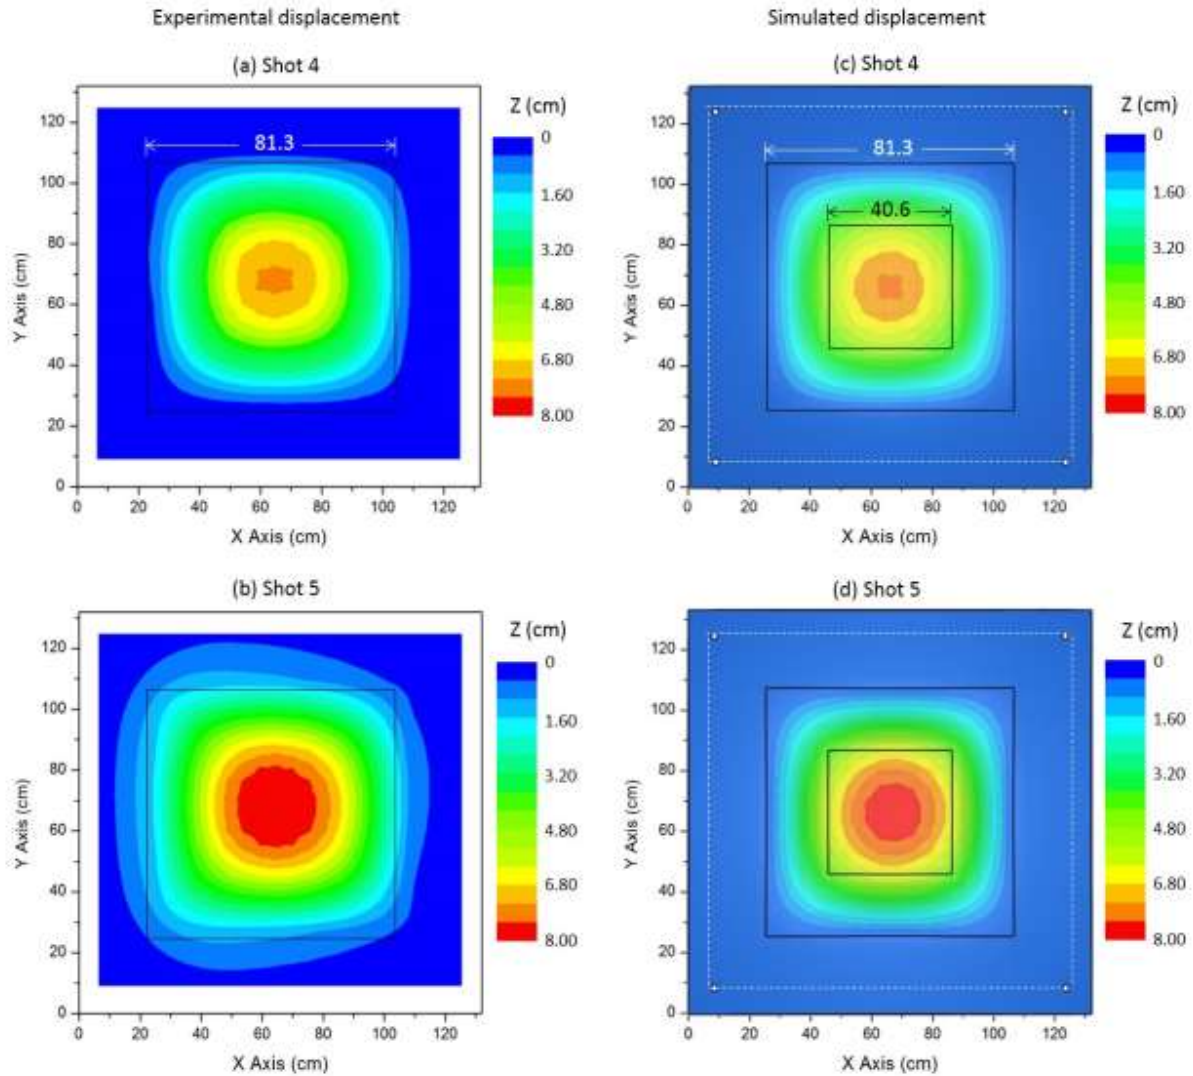 Experimental displacement
Simulated displacement
(a) Shot 4
Z (cm)
0
1.60
3.20
4.80
6.80
8.00
81.3
120
100
80
60
40
20
0
Y Axis (cm)
0 20 40 60 80 100 120
X Axis (cm)
(c) Shot 4
Z (cm)
0
1.60
3.20
4.80
6.80
8.00
81.3
40.6
120
100
80
60
40
20
0
Y Axis (cm)
0 20 40 60 80 100 120
X Axis (cm)
(b) Shot 5
Z (cm)
0
1.60
3.20
4.80
6.80
8.00
120
100
80
60
40
20
0
Y Axis (cm)
0 20 40 60 80 100 120
X Axis (cm)
(d) Shot 5
Z (cm)
0
1.60
3.20
4.80
6.80
8.00
120
100
80
60
40
20
0
Y Axis (cm)
0 20 40 60 80 100 120
X Axis (cm)